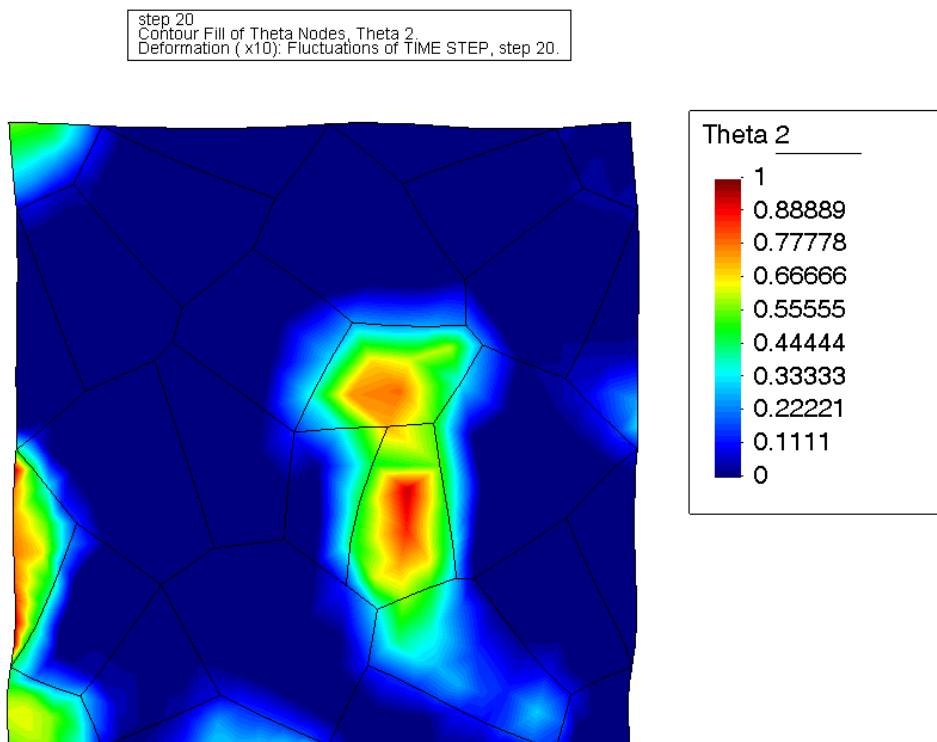 step 20
Contour Fill of Theta Nodes, Theta 2.
Deformation ( x10): Fluctuations of TIME STEP, step 20.
Theta 2
1
0.88889
0.77778
0.66666
0.55555
0.44444
0.33333
0.22221
0.1111
0